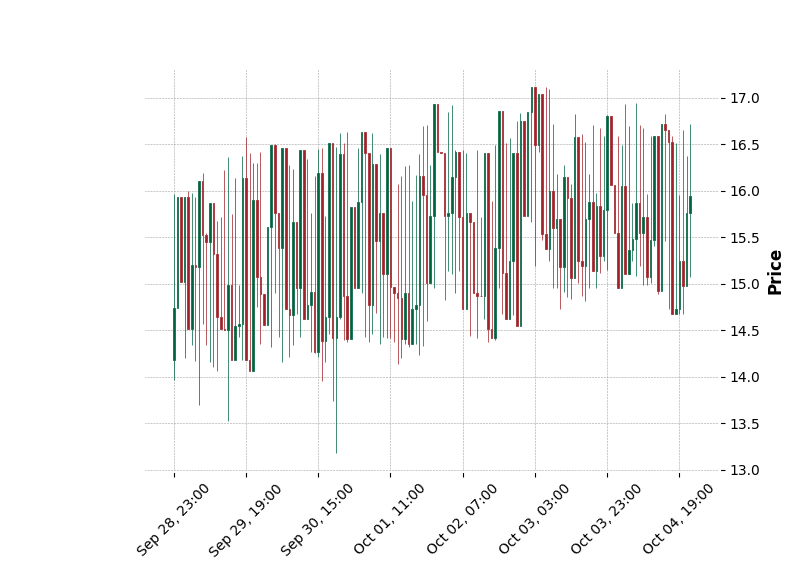 17.0
16.5
16.0
15.5
15.0
14.5
14.0
13.5
13.0
Price
Sep 28, 23:00
Sep 29, 19:00
Sep 30, 15:00
Oct 01, 11:00
Oct 02, 07:00
Oct 03, 03:00
Oct 03, 23:00
Oct 04, 19:00